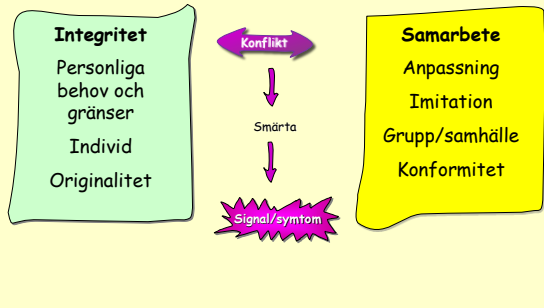 Integritet
Personliga
behov och
gränser
Individ
Originalitet
Konflikt
Smärta
Signal/symtom
Samarbete
Anpassning
Imitation
Grupp/samhälle
Konformitet